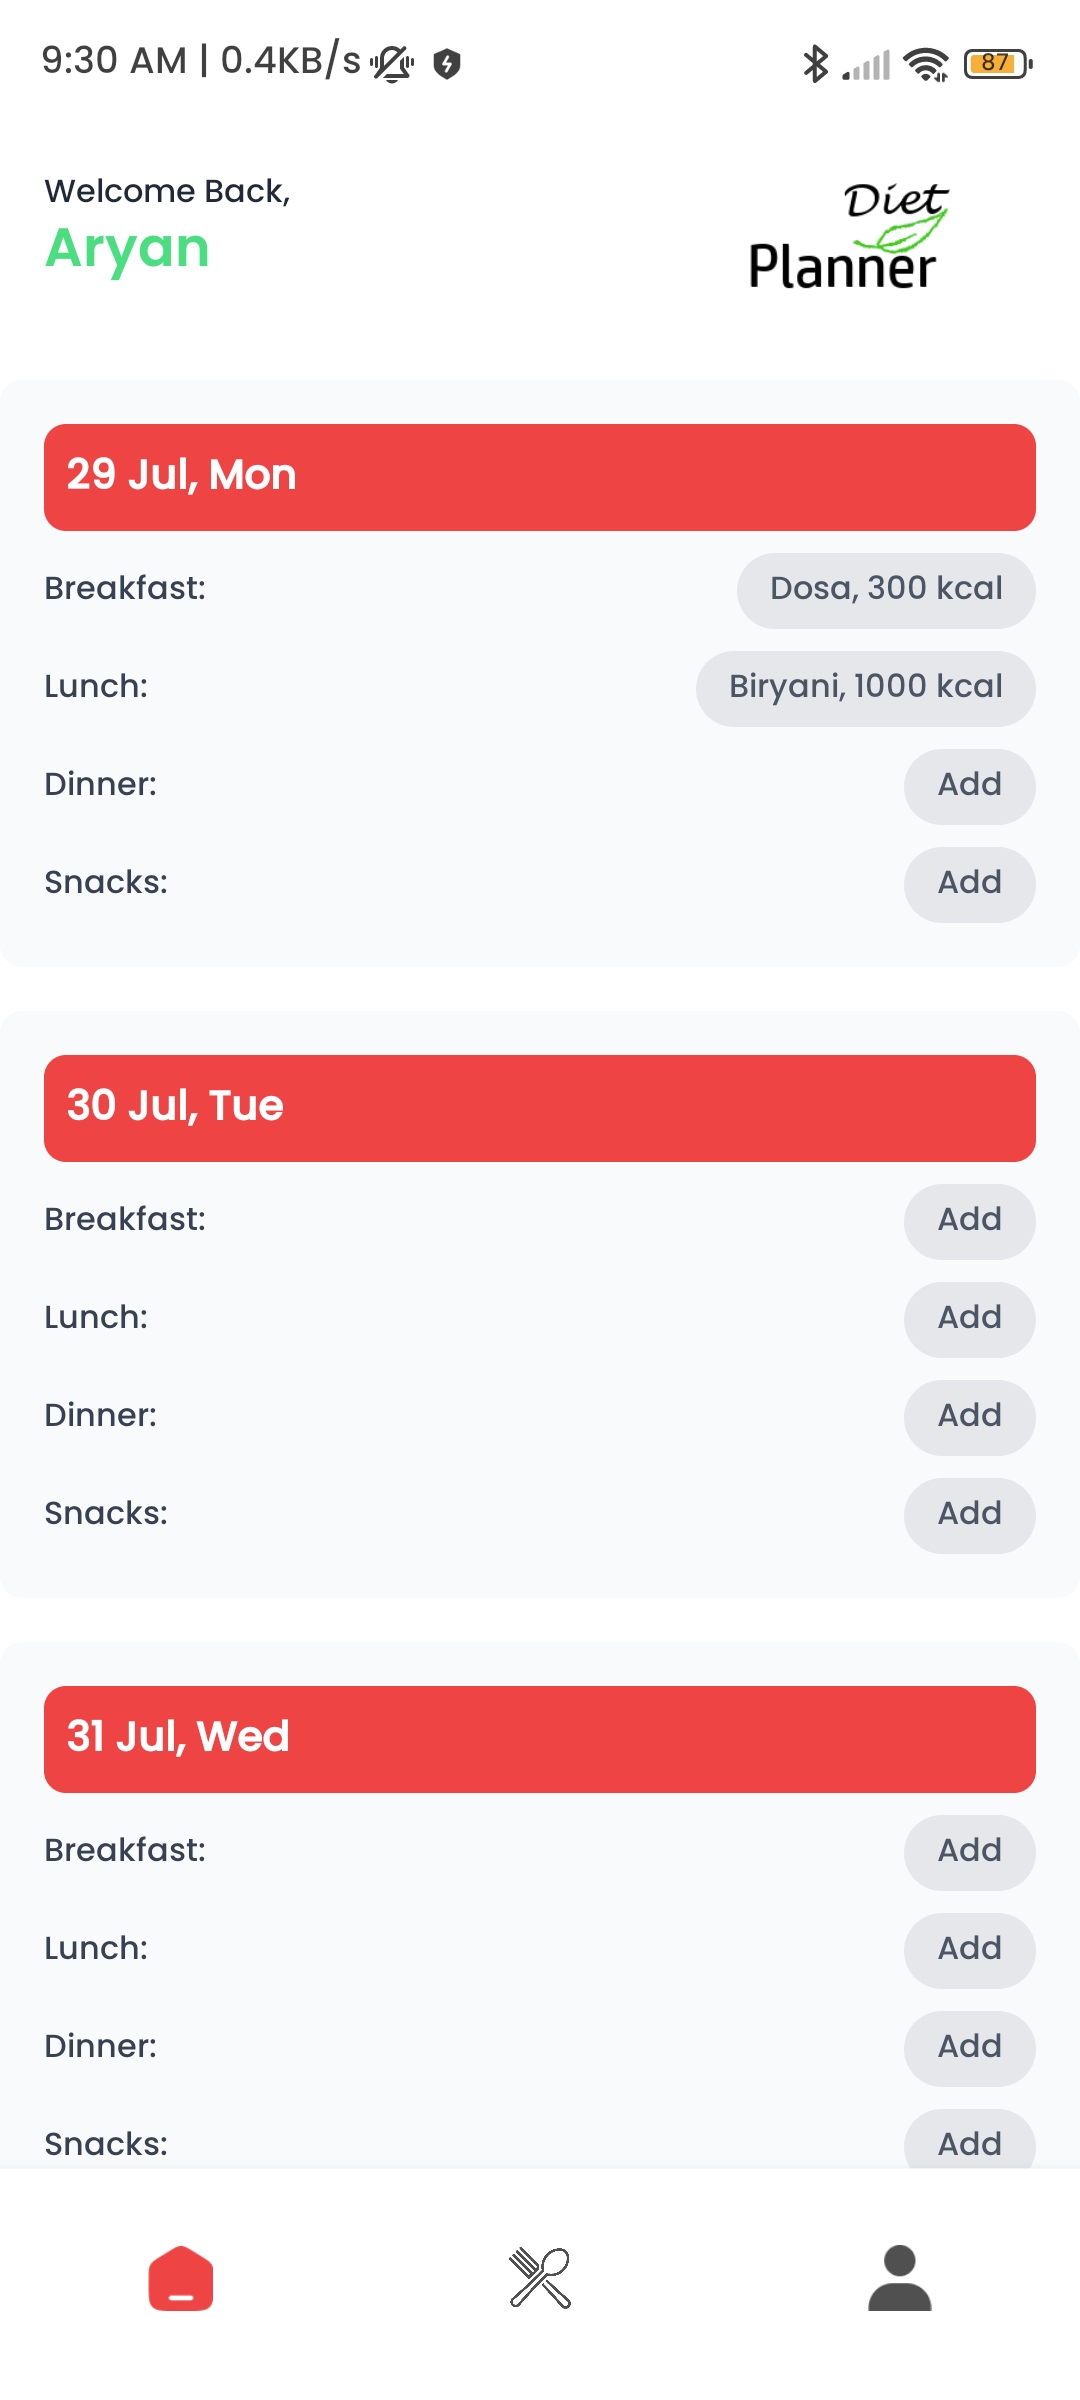 9:30 AM | 0.4KB/s
87
Welcome Back,
Aryan
Diet
Planner
29 Jul, Mon
Breakfast: Dosa, 300 kcal
Lunch: Biryani, 1000 kcal
Dinner: Add
Snacks: Add
30 Jul, Tue
Breakfast: Add
Lunch: Add
Dinner: Add
Snacks: Add
31 Jul, Wed
Breakfast: Add
Lunch: Add
Dinner: Add
Snacks: Add